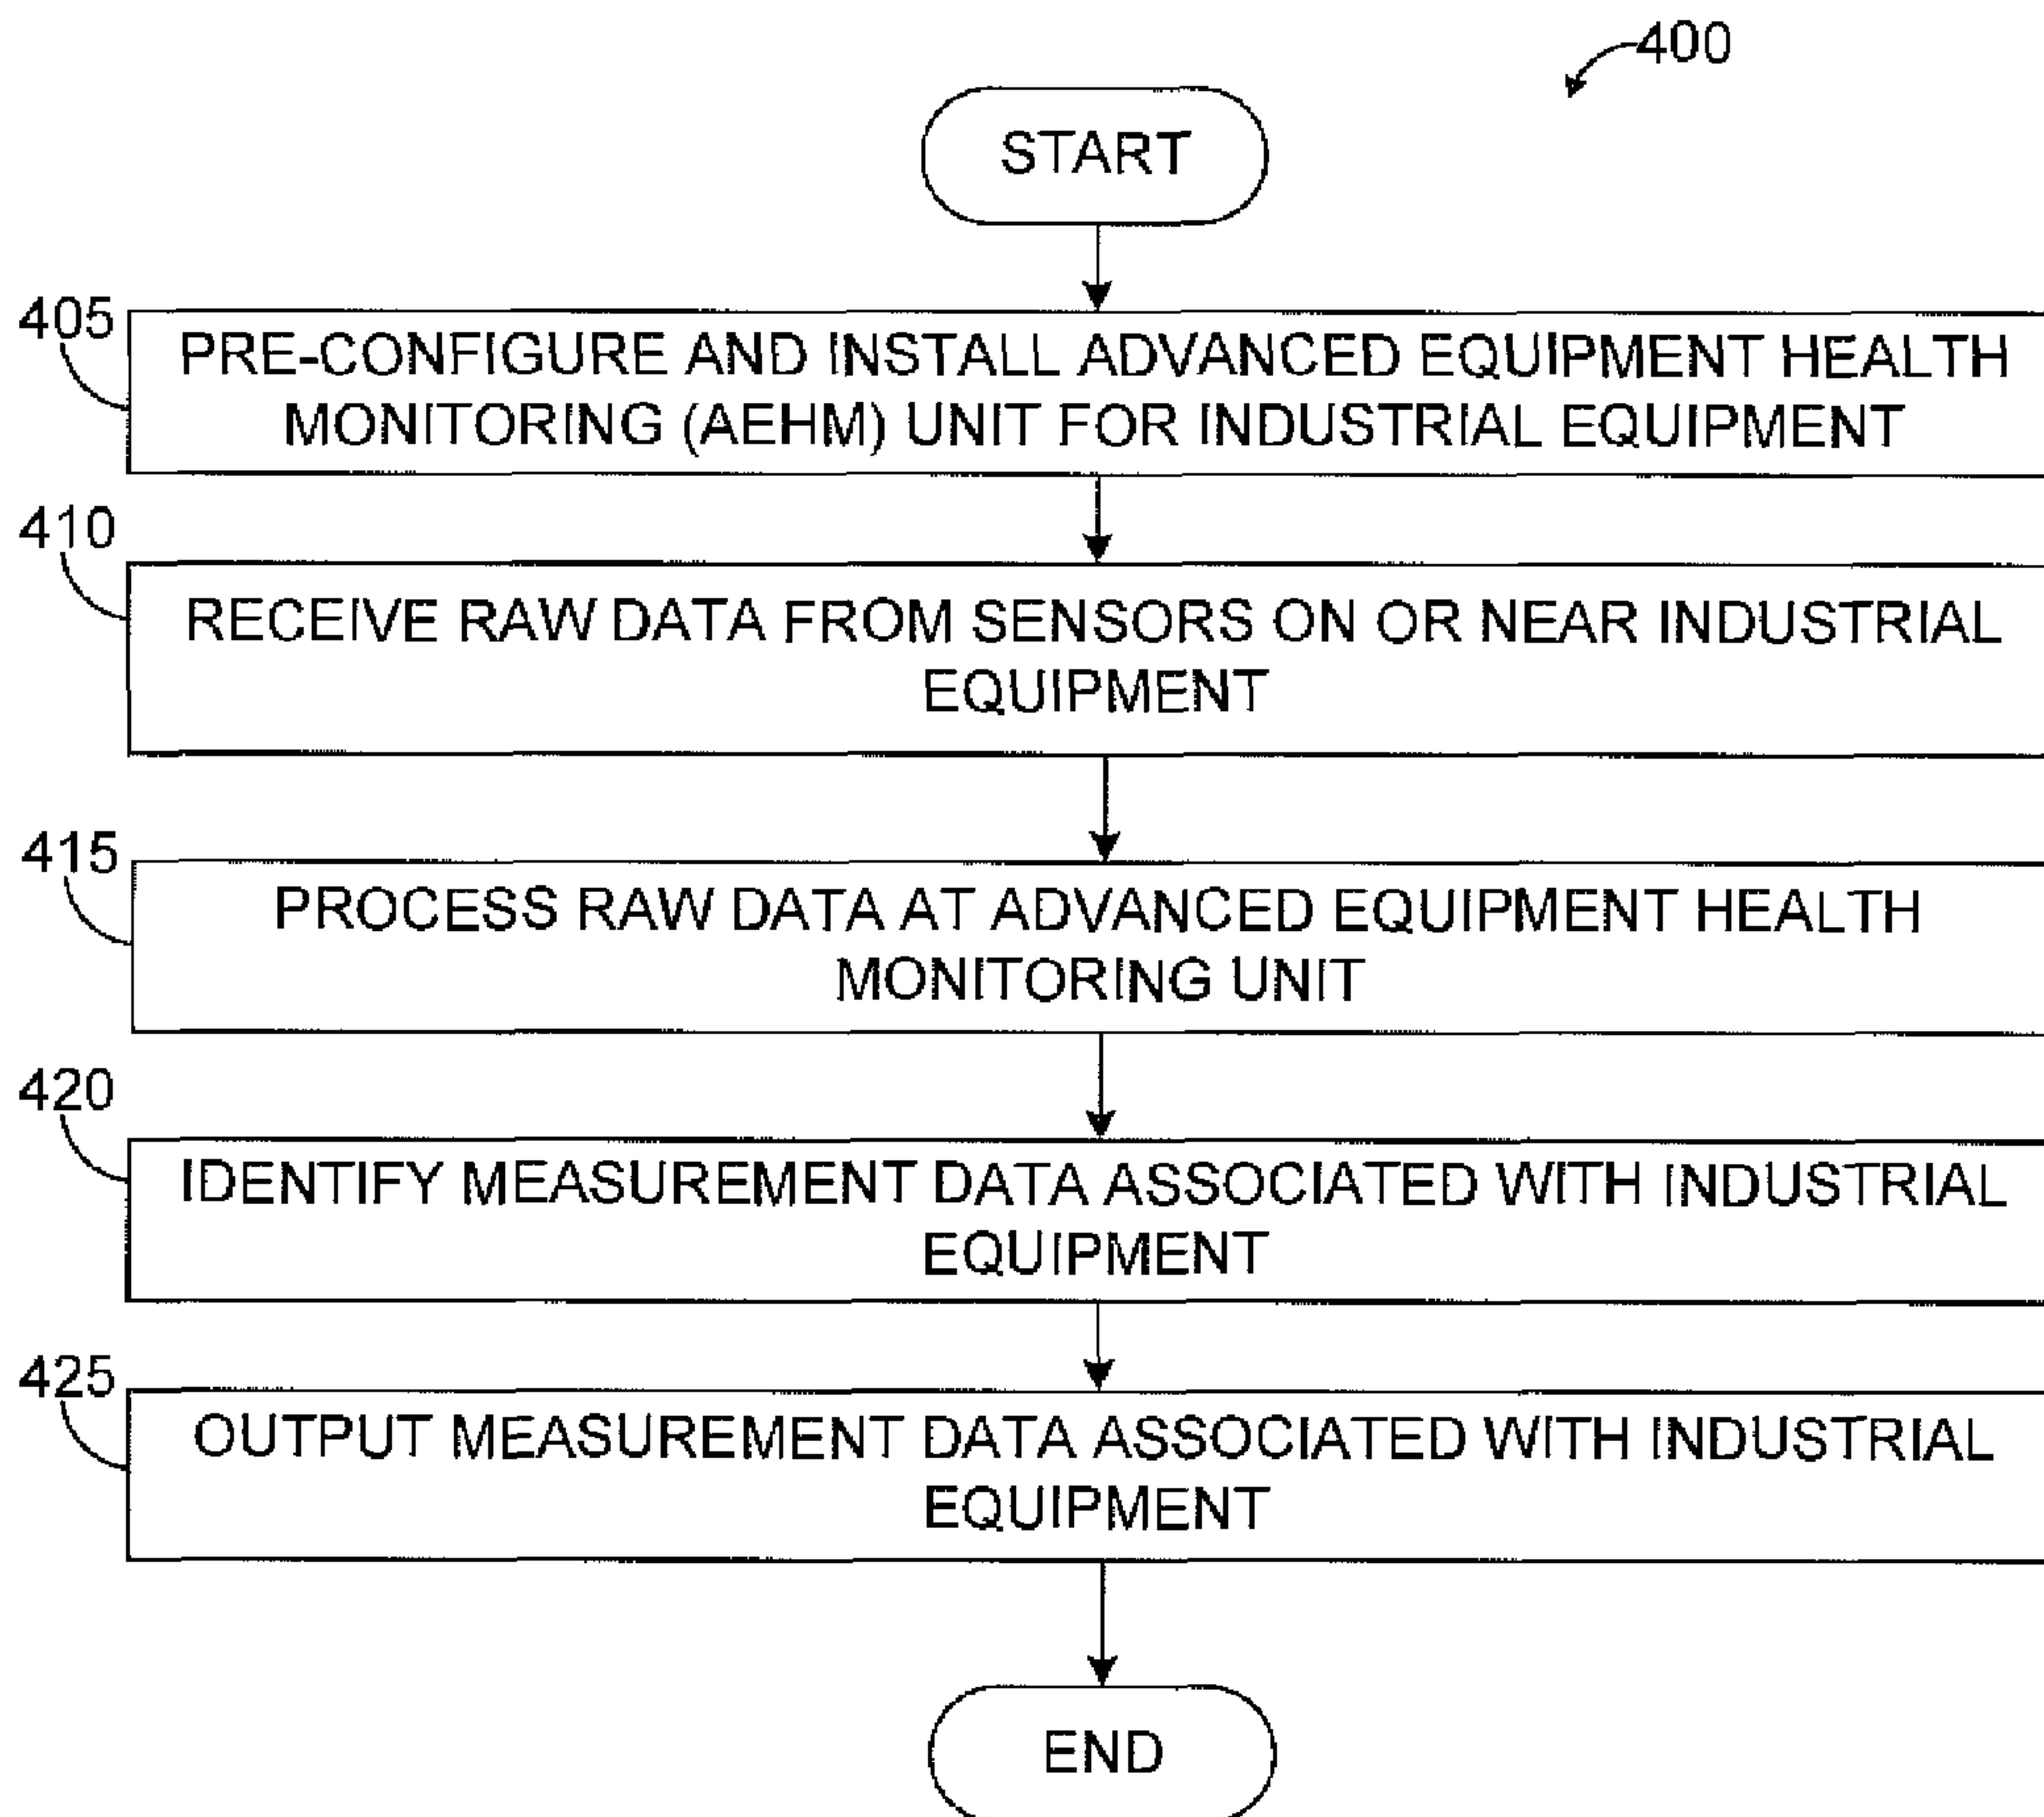 400
START
405
PRE-CONFIGURE AND INSTALL ADVANCED EQUIPMENT HEALTH
MONITORING (AEHM) UNIT FOR INDUSTRIAL EQUIPMENT
410
RECEIVE RAW DATA FROM SENSORS ON OR NEAR INDUSTRIAL
EQUIPMENT
415
PROCESS RAW DATA AT ADVANCED EQUIPMENT HEALTH
MONITORING UNIT
420
IDENTIFY MEASUREMENT DATA ASSOCIATED WITH INDUSTRIAL
EQUIPMENT
425
OUTPUT MEASUREMENT DATA ASSOCIATED WITH INDUSTRIAL
EQUIPMENT
END